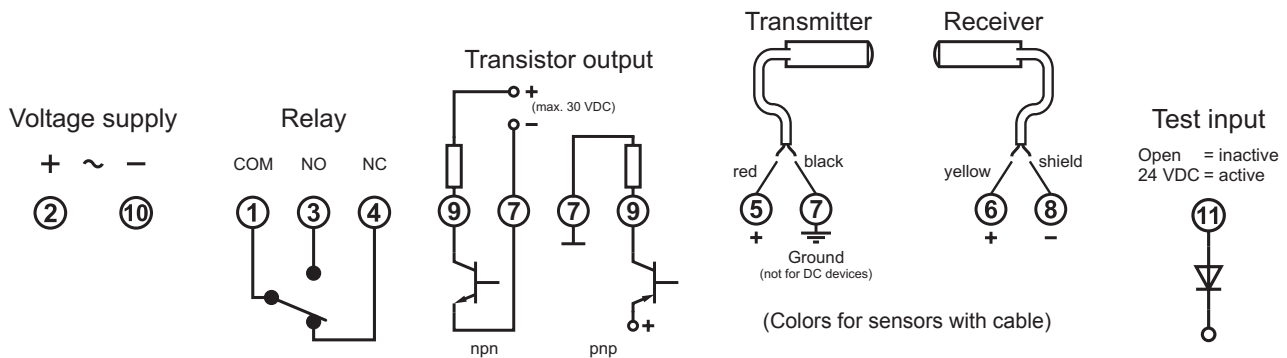 Voltage supply
+ ~ −
2 10
Relay
COM NO NC
1 3 4
Transistor output
+
(max. 30 VDC)
−
9 7 7 9
+
npn pnp
Transmitter Receiver
red black yellow shield
5 7 6 8
+ + −
Ground
(not for DC devices)
(Colors for sensors with cable)
Test input
Open = inactive
24 VDC = active
11